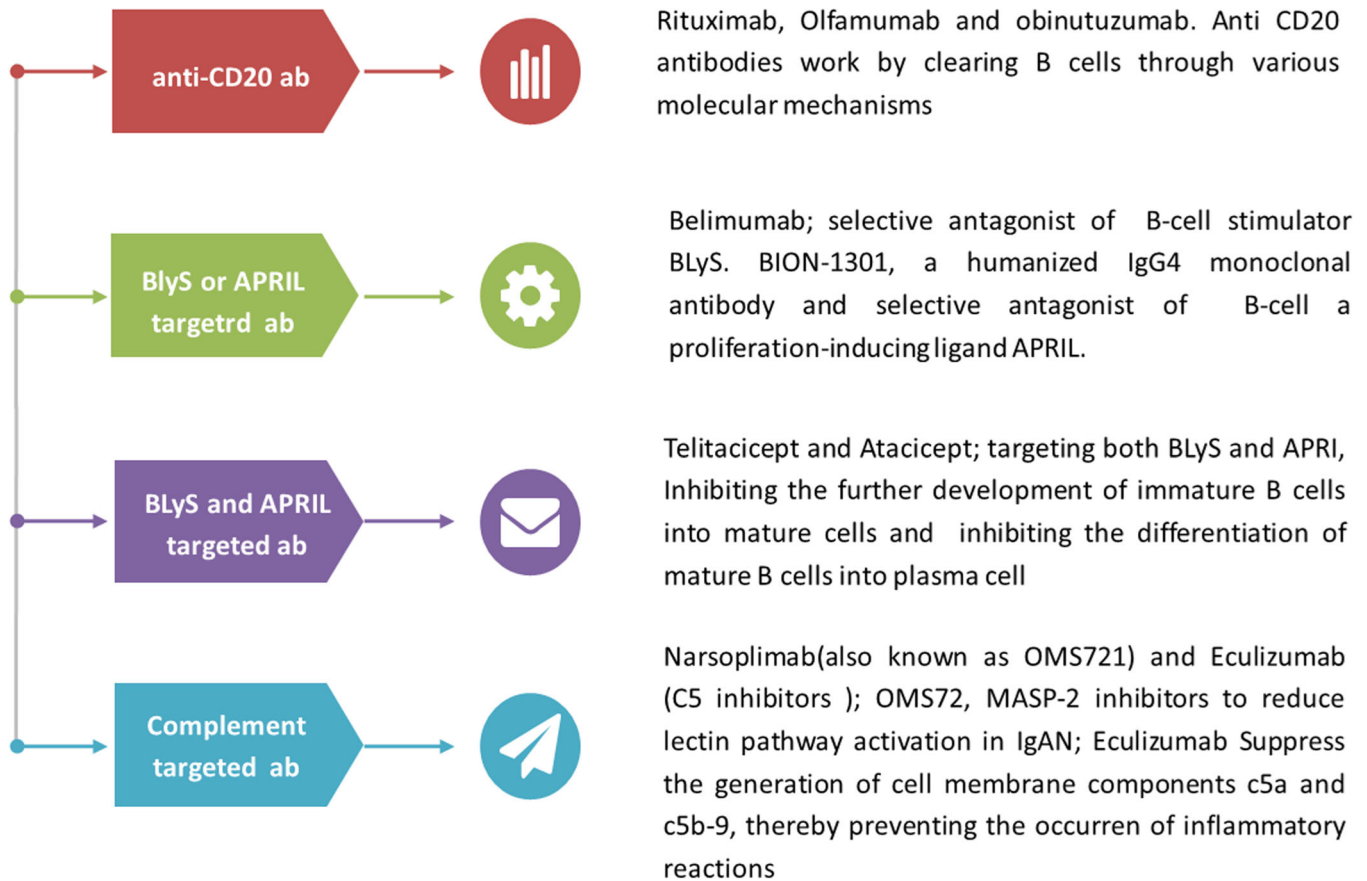 anti-CD20 ab
Rituximab, Olfamumab and obinutuzumab. Anti CD20
antibodies work by clearing B cells through various
molecular mechanisms
BlyS or APRIL
targetrd ab
Belimumab; selective antagonist of B-cell stimulator
BLyS. BION-1301, a humanized IgG4 monoclonal
antibody and selective antagonist of B-cell a
proliferation-inducing ligand APRIL.
BLyS and APRIL
targeted ab
Telitacicept and Atacicept; targeting both BLyS and APRI,
Inhibiting the further development of immature B cells
into mature cells and inhibiting the differentiation of
mature B cells into plasma cell
Complement
targeted ab
Narsoplimab(also known as OMS721) and Eculizumab
(C5 inhibitors ); OMS72, MASP-2 inhibitors to reduce
lectin pathway activation in IgAN; Eculizumab Suppress
the generation of cell membrane components c5a and
c5b-9, thereby preventing the occurren of inflammatory
reactions